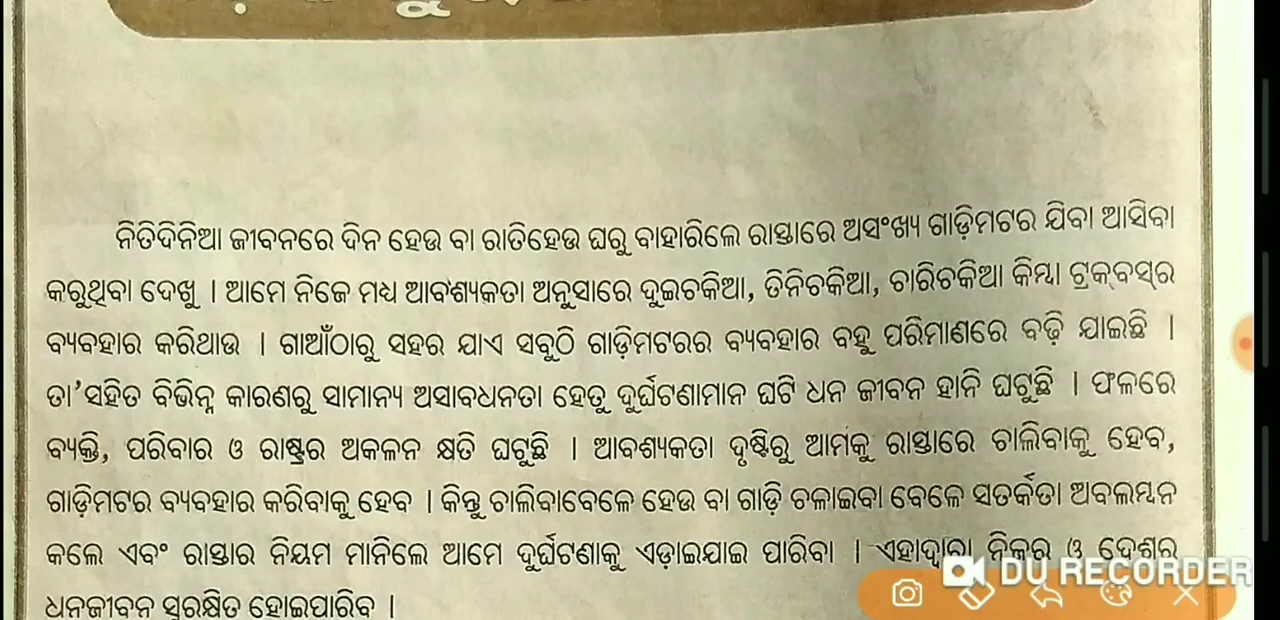 ନିତିଦିନିଆ ଜୀବନରେ ଦିନ ହେଉ ବା ରାତିହେଉ ଘରୁ ବାହାରିଲେ ରାସ୍ତାରେ ଅସଂଖ୍ୟ ଗାଡ଼ିମଟର ଯିବା ଆସିବା
କରୁଥିବା ଦେଖୁ । ଆମେ ନିଜେ ମଧ୍ୟ ଆବଶ୍ୟକତା ଅନୁସାରେ ଦୁଇଚକିଆ, ତିନିଚକିଆ, ଚାରିଚକିଆ କିମ୍ବା ଟ୍ରକ୍‌ବସ୍‌ର
ବ୍ୟବହାର କରିଥାଉ । ଗାଆଁଠାରୁ ସହର ଯାଏ ସବୁଠି ଗାଡ଼ିମଟରର ବ୍ୟବହାର ବହୁ ପରିମାଣରେ ବଢ଼ି ଯାଇଛି ।
ତା'ସହିତ ବିଭିନ୍ନ କାରଣରୁ ସାମାନ୍ୟ ଅସାବଧନତା ହେତୁ ଦୁର୍ଘଟଣାମାନ ଘଟି ଧନ ଜୀବନ ହାନି ଘଟୁଛି । ଫଳରେ
ବ୍ୟକ୍ତି, ପରିବାର ଓ ରାଷ୍ଟ୍ରର ଅକଳନ କ୍ଷତି ଘଟୁଛି । ଆବଶ୍ୟକତା ଦୃଷ୍ଟିରୁ ଆମକୁ ରାସ୍ତାରେ ଚାଲିବାକୁ ହେବ,
ଗାଡ଼ିମଟର ବ୍ୟବହାର କରିବାକୁ ହେବ । କିନ୍ତୁ ଚାଲିବାବେଳେ ହେଉ ବା ଗାଡ଼ି ଚଳାଇବା ବେଳେ ସତର୍କତା ଅବଲମ୍ବନ
କଲେ ଏବଂ ରାସ୍ତାର ନିୟମ ମାନିଲେ ଆମେ ଦୁର୍ଘଟଣାକୁ ଏଡ଼ାଇଯାଇ ପାରିବା । ଏହାଦ୍ୱାରା ନିଜର ଓ ଦେଶର
ଧନଜୀବନ ସୁରକ୍ଷିତ ହୋଇପାରିବ ।
DU RECORDER